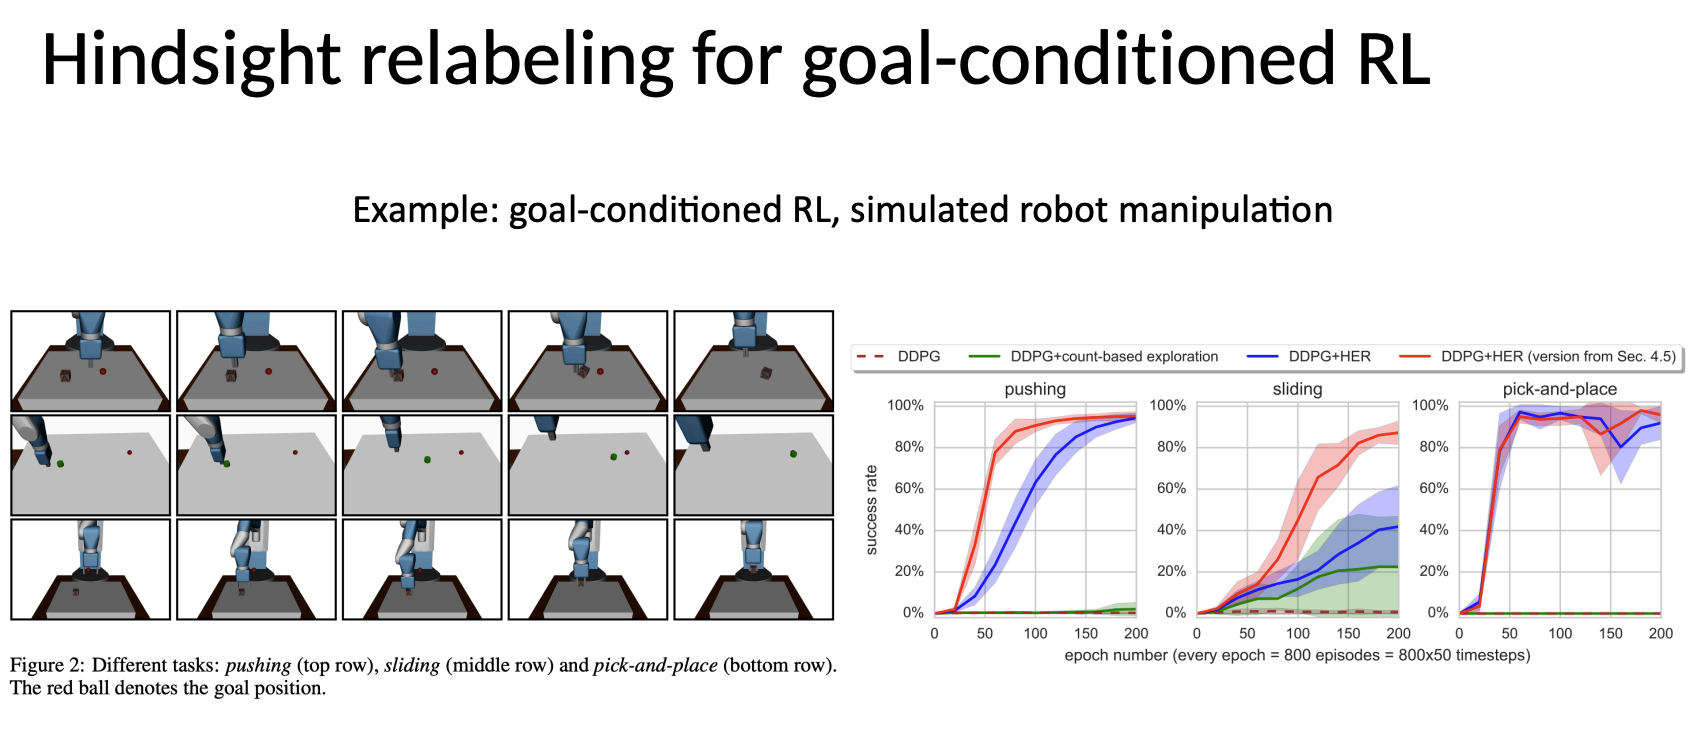 Hindsight relabeling for goal-conditioned RL
Example: goal-conditioned RL, simulated robot manipulation
Figure 2: Different tasks: pushing (top row), sliding (middle row) and pick-and-place (bottom row).
The red ball denotes the goal position.
DDPG DDPG+count-based exploration DDPG+HER DDPG+HER (version from Sec. 4.5)
pushing sliding pick-and-place
success rate
100% 100% 100%
80% 80% 80%
60% 60% 60%
40% 40% 40%
20% 20% 20%
0% 0% 0%
0 50 100 150 200 0 50 100 150 200 0 50 100 150 200
epoch number (every epoch = 800 episodes = 800x50 timesteps)